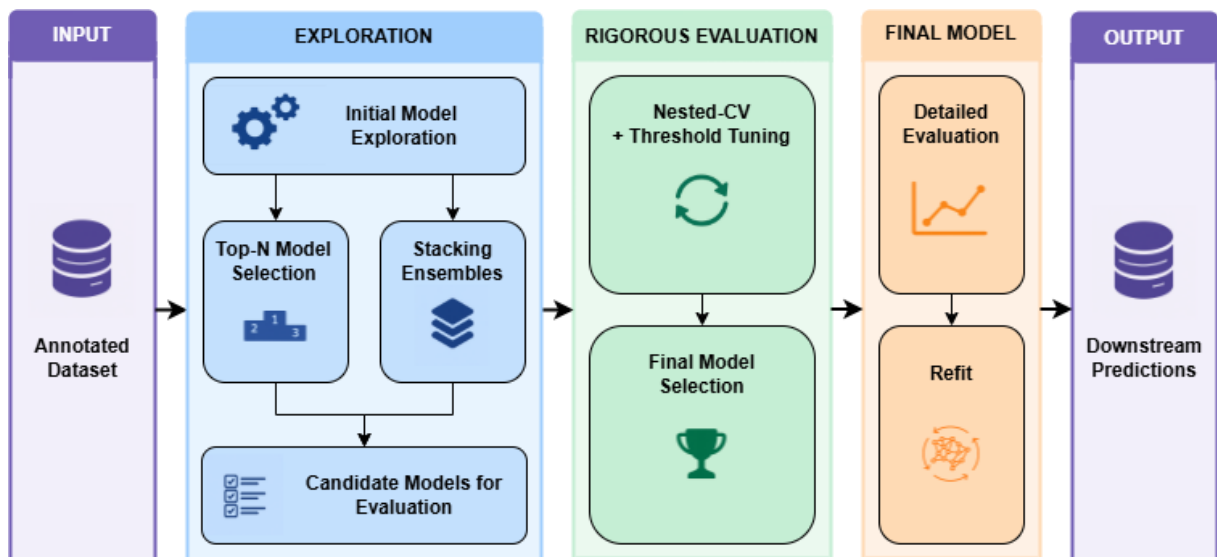 INPUT
Annotated
Dataset
EXPLORATION
Initial Model
Exploration
Top-N Model
Selection
2 1 3
Stacking
Ensembles
Candidate Models for
Evaluation
RIGOROUS EVALUATION
Nested-CV
+ Threshold Tuning
Final Model
Selection
FINAL MODEL
Detailed
Evaluation
Refit
OUTPUT
Downstream
Predictions